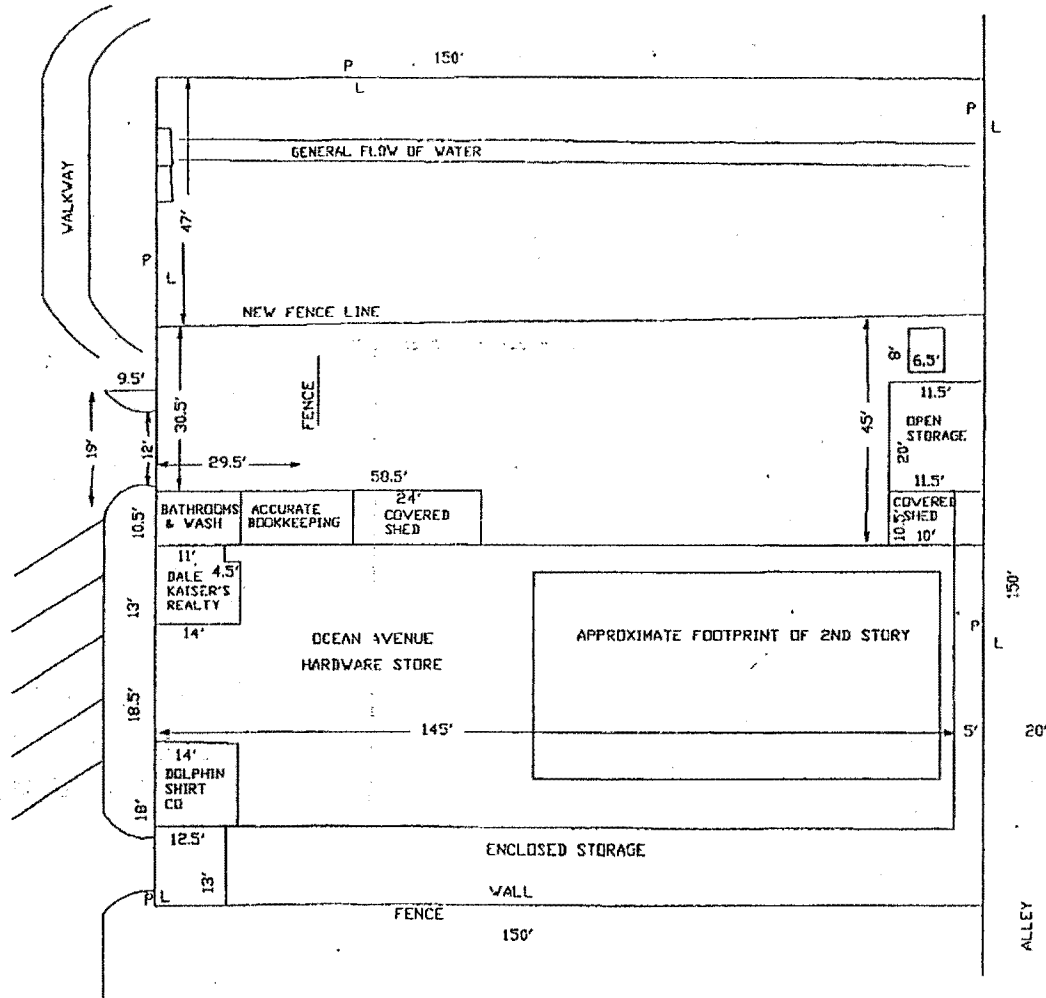 150'
P
L
P
L
GENERAL FLOW OF WATER
WALKWAY
47'
P
L
NEW FENCE LINE
8'
6.5'
9.5'
11.5'
FENCE
30.5'
45'
OPEN
STORAGE
19'
12'
20'
29.5'
58.5'
11.5'
24'
BATHROOMS
& WASH
ACCURATE
BOOKKEEPING
COVERED
SHED
COVERED
SHED
10.5'
10.5'
10'
11'
4.5'
DALE
KAISER'S
REALTY
13'
14'
150'
P
L
OCEAN AVENUE
HARDWARE STORE
APPROXIMATE FOOTPRINT OF 2ND STORY
18.5'
145'
5'
20'
14'
DOLPHIN
SHIRT
CO
18'
12.5'
ENCLOSED STORAGE
13'
WALL
P L
FENCE
150'
ALLEY